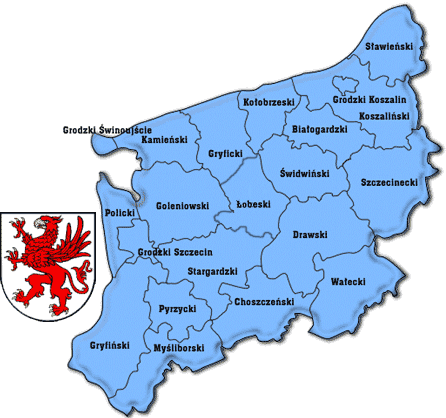 Sławieński
Kołobrzeski
Grodzki Koszalin
Koszaliński
Grodzki Świnoujście
Kamieński
Białogardzki
Gryficki
Świdwiński
Szczecinecki
Policki
Goleniowski
Łobeski
Drawski
Grodzki Szczecin
Stargardzki
Wałecki
Choszczeński
Pyrzycki
Gryfiński
Myśliborski